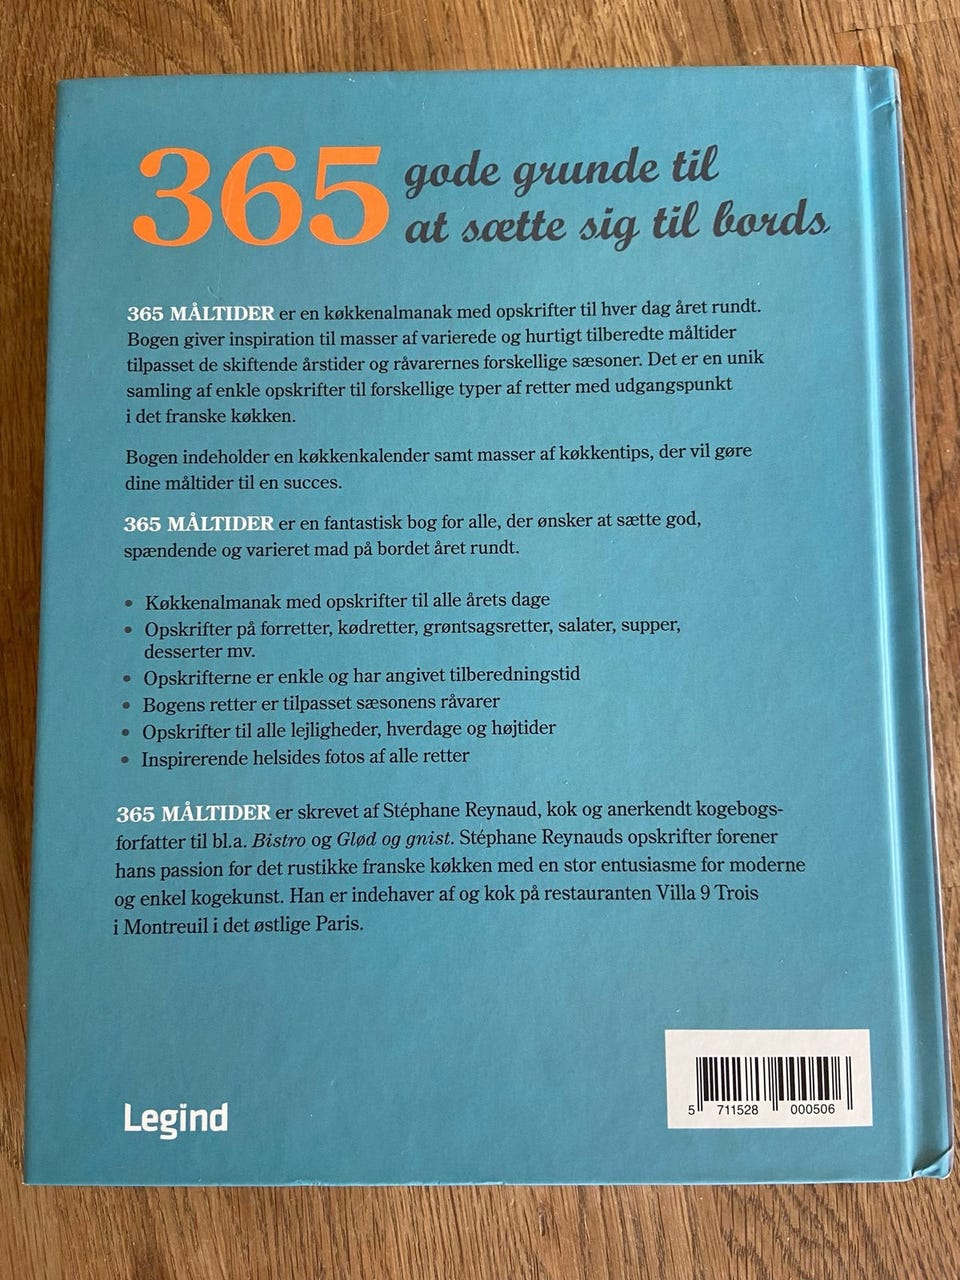 365 gode grunde til
at sætte sig til bords
365 MÅLTIDER er en køkkenalmanak med opskrifter til hver dag året rundt.
Bogen giver inspiration til masser af varierede og hurtigt tilberedte måltider
tilpasset de skiftende årstider og råvarernes forskellige sæsoner. Det er en unik
samling af enkle opskrifter til forskellige typer af retter med udgangspunkt
i det franske køkken.
Bogen indeholder en køkkenkalender samt masser af køkkentips, der vil gøre
dine måltider til en succes.
365 MÅLTIDER er en fantastisk bog for alle, der ønsker at sætte god,
spændende og varieret mad på bordet året rundt.
• Køkkenalmanak med opskrifter til alle årets dage
• Opskrifter på forretter, kødretter, grøntsagsretter, salater, supper,
desserter mv.
• Opskrifterne er enkle og har angivet tilberedningstid
• Bogens retter er tilpasset sæsonens råvarer
• Opskrifter til alle lejligheder, hverdage og højtider
• Inspirerende helsides fotos af alle retter
365 MÅLTIDER er skrevet af Stéphane Reynaud, kok og anerkendt kogebogs-
forfatter til bl.a. Bistro og Glød og gnist. Stéphane Reynauds opskrifter forener
hans passion for det rustikke franske køkken med en stor entusiasme for moderne
og enkel kogekunst. Han er indehaver af og kok på restauranten Villa 9 Trois
i Montreuil i det østlige Paris.
Legind
5 711528 000506